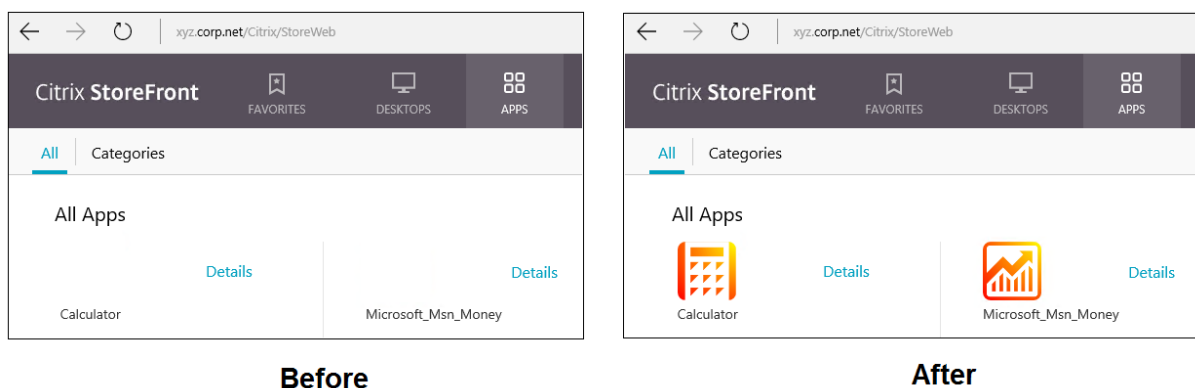 xyz.corp.net/Citrix/StoreWeb
Citrix StoreFront
FAVORITES
DESKTOPS
APPS
All
Categories
All Apps
Details
Details
Calculator
Microsoft_Msn_Money
Before
xyz.corp.net/Citrix/StoreWeb
Citrix StoreFront
FAVORITES
DESKTOPS
APPS
All
Categories
All Apps
Details
Details
Calculator
Microsoft_Msn_Money
After